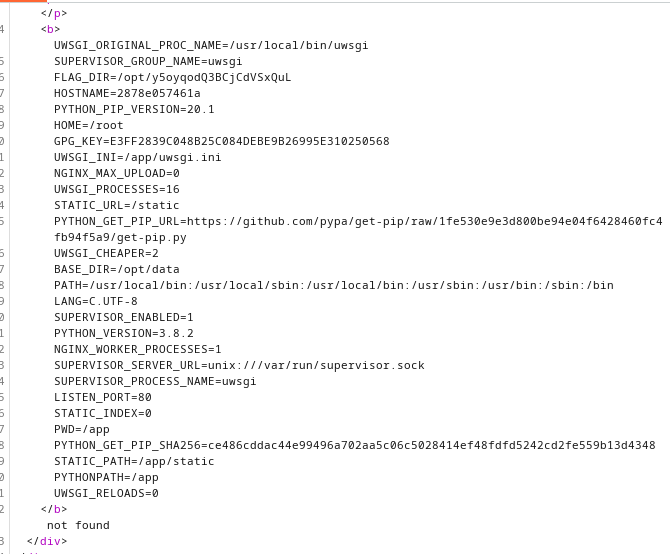 </p>
4 <b>
UWSGI_ORIGINAL_PROC_NAME=/usr/local/bin/uwsgi
5 SUPERVISOR_GROUP_NAME=uwsgi
6 FLAG_DIR=/opt/y5oyqodQ3BCjCdVSxQuL
7 HOSTNAME=2878e057461a
8 PYTHON_PIP_VERSION=20.1
9 HOME=/root
0 GPG_KEY=E3FF2839C048B25C084DEBE9B26995E310250568
1 UWSGI_INI=/app/uwsgi.ini
2 NGINX_MAX_UPLOAD=0
3 UWSGI_PROCESSES=16
4 STATIC_URL=/static
5 PYTHON_GET_PIP_URL=https://github.com/pypa/get-pip/raw/1fe530e9e3d800be94e04f6428460fc4
fb94f5a9/get-pip.py
6 UWSGI_CHEAPER=2
7 BASE_DIR=/opt/data
8 PATH=/usr/local/bin:/usr/local/sbin:/usr/local/bin:/usr/sbin:/usr/bin:/sbin:/bin
9 LANG=C.UTF-8
0 SUPERVISOR_ENABLED=1
1 PYTHON_VERSION=3.8.2
2 NGINX_WORKER_PROCESSES=1
3 SUPERVISOR_SERVER_URL=unix:///var/run/supervisor.sock
4 SUPERVISOR_PROCESS_NAME=uwsgi
5 LISTEN_PORT=80
6 STATIC_INDEX=0
7 PWD=/app
8 PYTHON_GET_PIP_SHA256=ce486cddac44e99496a702aa5c06c5028414ef48fdfd5242cd2fe559b13d4348
9 STATIC_PATH=/app/static
0 PYTHONPATH=/app
1 UWSGI_RELOADS=0
2 </b>
not found
3 </div>